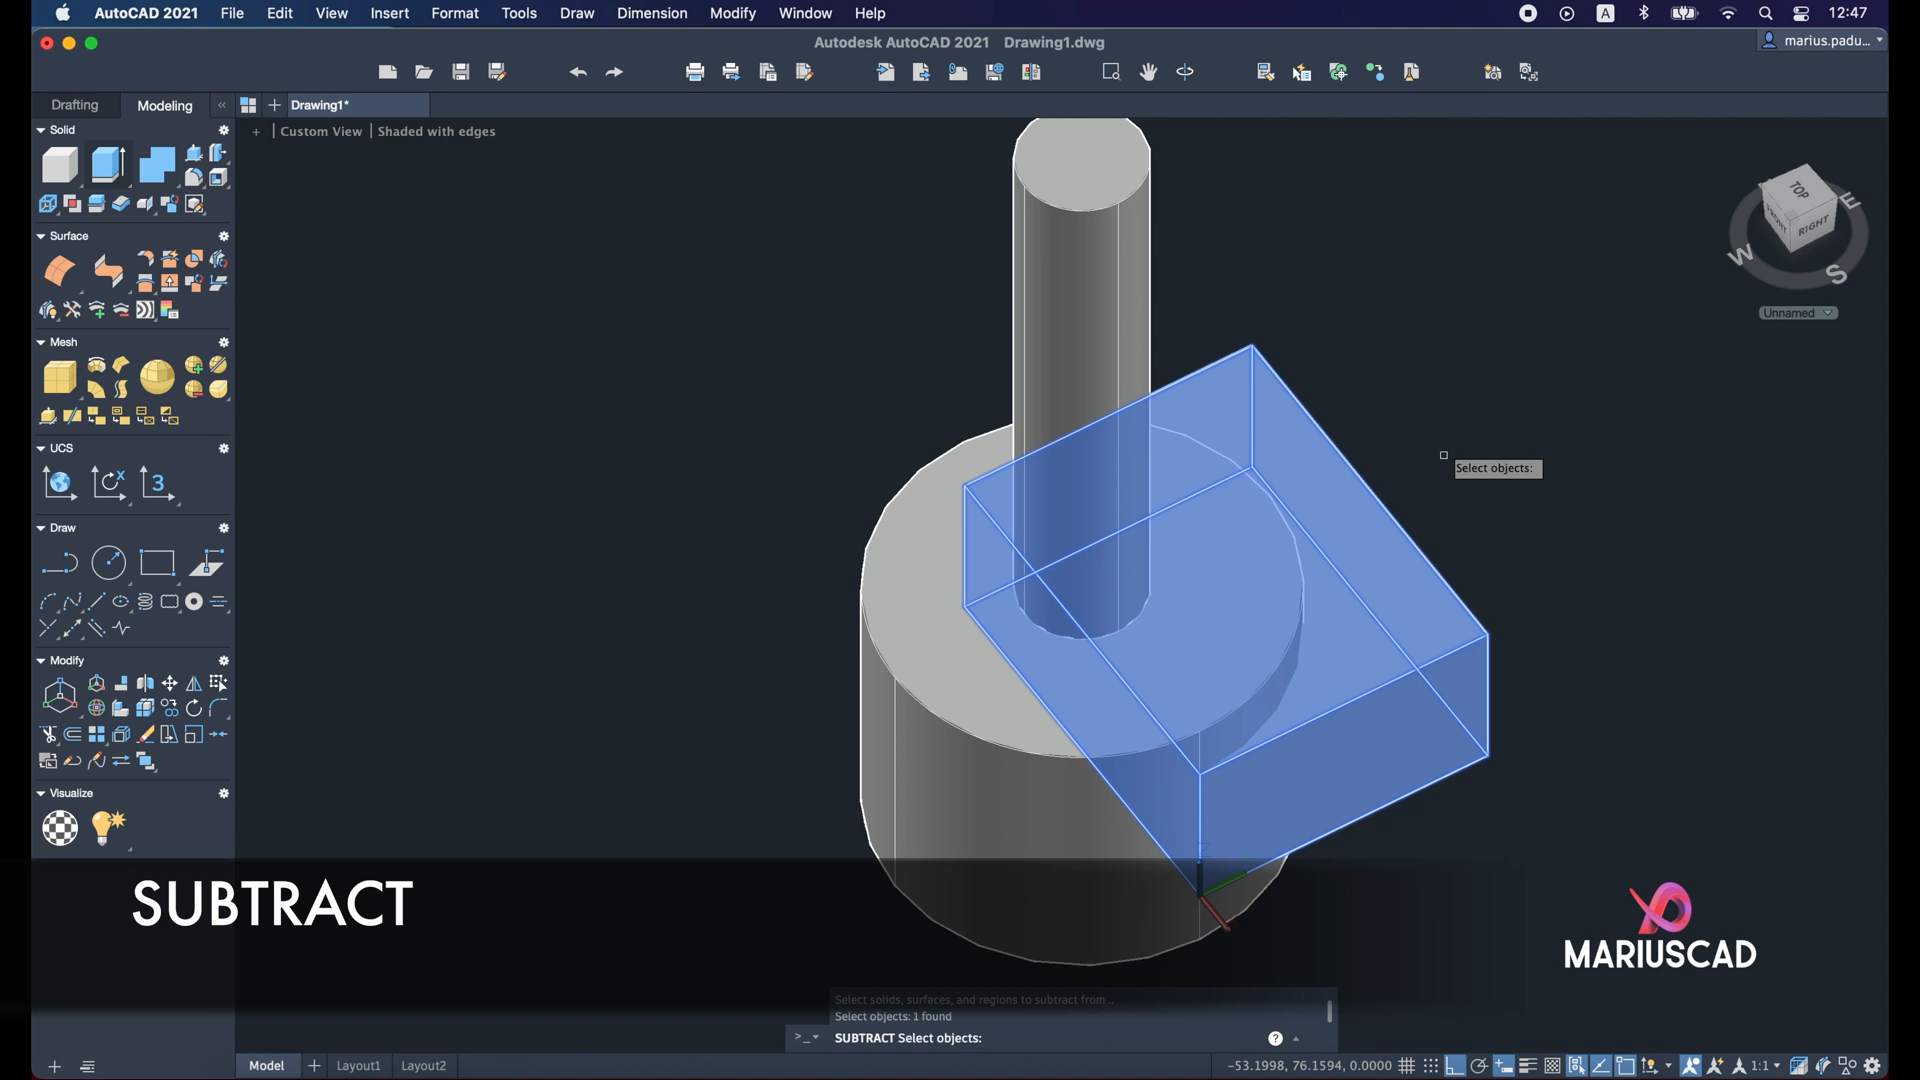 AutoCAD 2021 File Edit View Insert Format Tools Draw Dimension Modify Window Help A 12:47
Autodesk AutoCAD 2021 Drawing1.dwg
marius.padu...
Drafting Modeling « + Drawing1*
+ | Custom View | Shaded with edges
Solid
Surface
Mesh
UCS
X
3
Draw
Modify
Visualize
TOP
FRONT
RIGHT
E
W
S
Unnamed
Select objects:
Z
SUBTRACT
MARIUSCAD
Select solids, surfaces, and regions to subtract from ..
Select objects: 1 found
>_ SUBTRACT Select objects: ?
Model + Layout1 Layout2
-53.1998, 76.1594, 0.0000 1:1